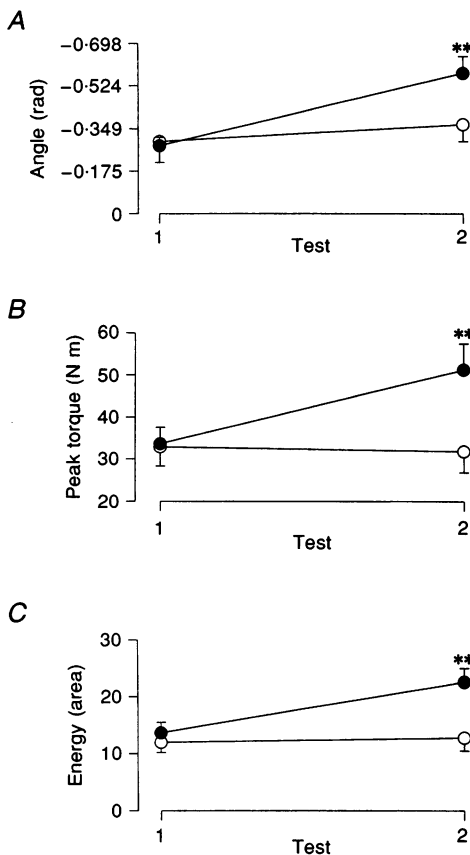 A
Angle (rad)
−0·698
−0·524
−0·349
−0·175
0
**
1
2
Test
B
Peak torque (N m)
60
50
40
30
20
**
1
2
Test
C
Energy (area)
30
20
10
0
**
1
2
Test